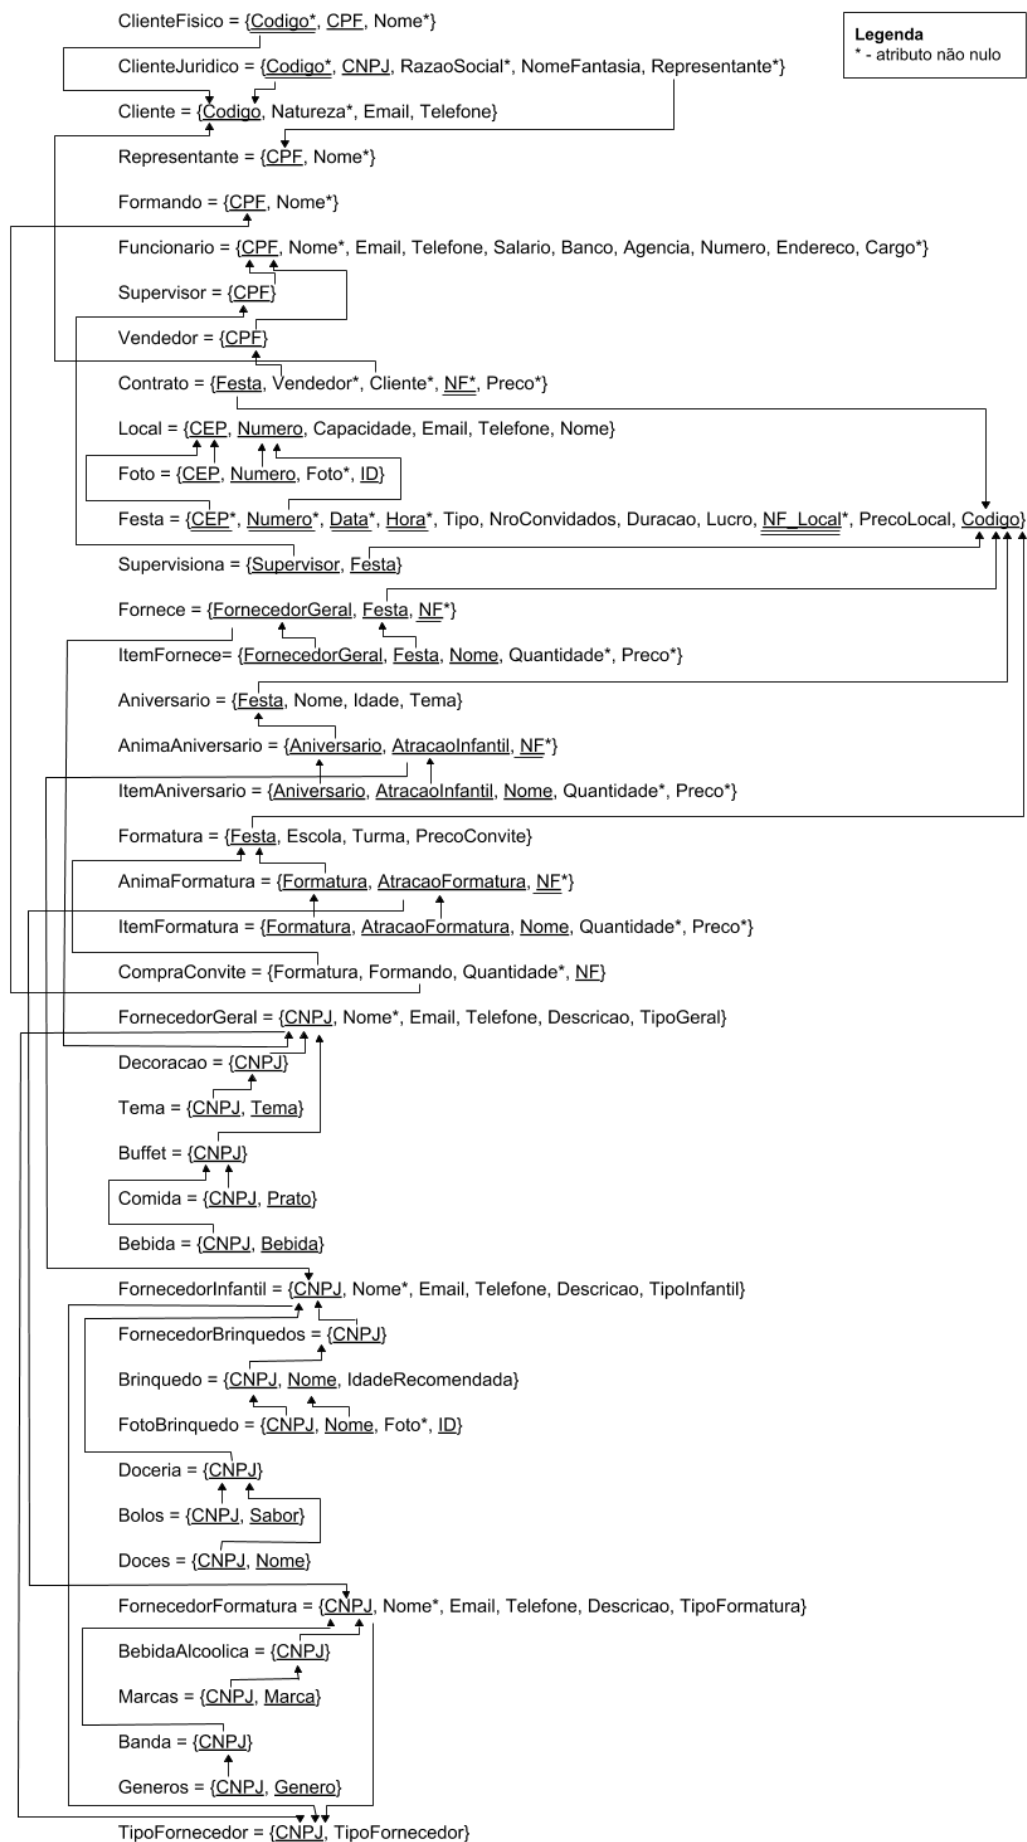 ClienteFisico = {Codigo*, CPF, Nome*}
Legenda
* - atributo não nulo
ClienteJuridico = {Codigo*, CNPJ, RazaoSocial*, NomeFantasia, Representante*}
Cliente = {Codigo, Natureza*, Email, Telefone}
Representante = {CPF, Nome*}
Formando = {CPF, Nome*}
Funcionario = {CPF, Nome*, Email, Telefone, Salario, Banco, Agencia, Numero, Endereco, Cargo*}
Supervisor = {CPF}
Vendedor = {CPF}
Contrato = {Festa, Vendedor*, Cliente*, NF*, Preco*}
Local = {CEP, Numero, Capacidade, Email, Telefone, Nome}
Foto = {CEP, Numero, Foto*, ID}
Festa = {CEP*, Numero*, Data*, Hora*, Tipo, NroConvidados, Duracao, Lucro, NF_Local*, PrecoLocal, Codigo}
Supervisiona = {Supervisor, Festa}
Fornece = {FornecedorGeral, Festa, NF*}
ItemFornece= {FornecedorGeral, Festa, Nome, Quantidade*, Preco*}
Aniversario = {Festa, Nome, Idade, Tema}
AnimaAniversario = {Aniversario, AtracaoInfantil, NF*}
ItemAniversario = {Aniversario, AtracaoInfantil, Nome, Quantidade*, Preco*}
Formatura = {Festa, Escola, Turma, PrecoConvite}
AnimaFormatura = {Formatura, AtracaoFormatura, NF*}
ItemFormatura = {Formatura, AtracaoFormatura, Nome, Quantidade*, Preco*}
CompraConvite = {Formatura, Formando, Quantidade*, NF}
FornecedorGeral = {CNPJ, Nome*, Email, Telefone, Descricao, TipoGeral}
Decoracao = {CNPJ}
Tema = {CNPJ, Tema}
Buffet = {CNPJ}
Comida = {CNPJ, Prato}
Bebida = {CNPJ, Bebida}
FornecedorInfantil = {CNPJ, Nome*, Email, Telefone, Descricao, TipoInfantil}
FornecedorBrinquedos = {CNPJ}
Brinquedo = {CNPJ, Nome, IdadeRecomendada}
FotoBrinquedo = {CNPJ, Nome, Foto*, ID}
Doceria = {CNPJ}
Bolos = {CNPJ, Sabor}
Doces = {CNPJ, Nome}
FornecedorFormatura = {CNPJ, Nome*, Email, Telefone, Descricao, TipoFormatura}
BebidaAlcoolica = {CNPJ}
Marcas = {CNPJ, Marca}
Banda = {CNPJ}
Generos = {CNPJ, Genero}
TipoFornecedor = {CNPJ, TipoFornecedor}